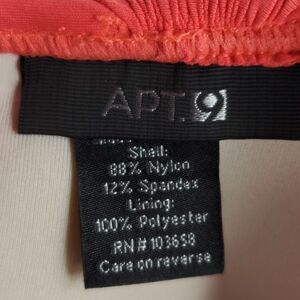 APT.9
Shell:
88% Nylon
12% Spandex
Lining:
100% Polyester
RN#103658
Care on reverse